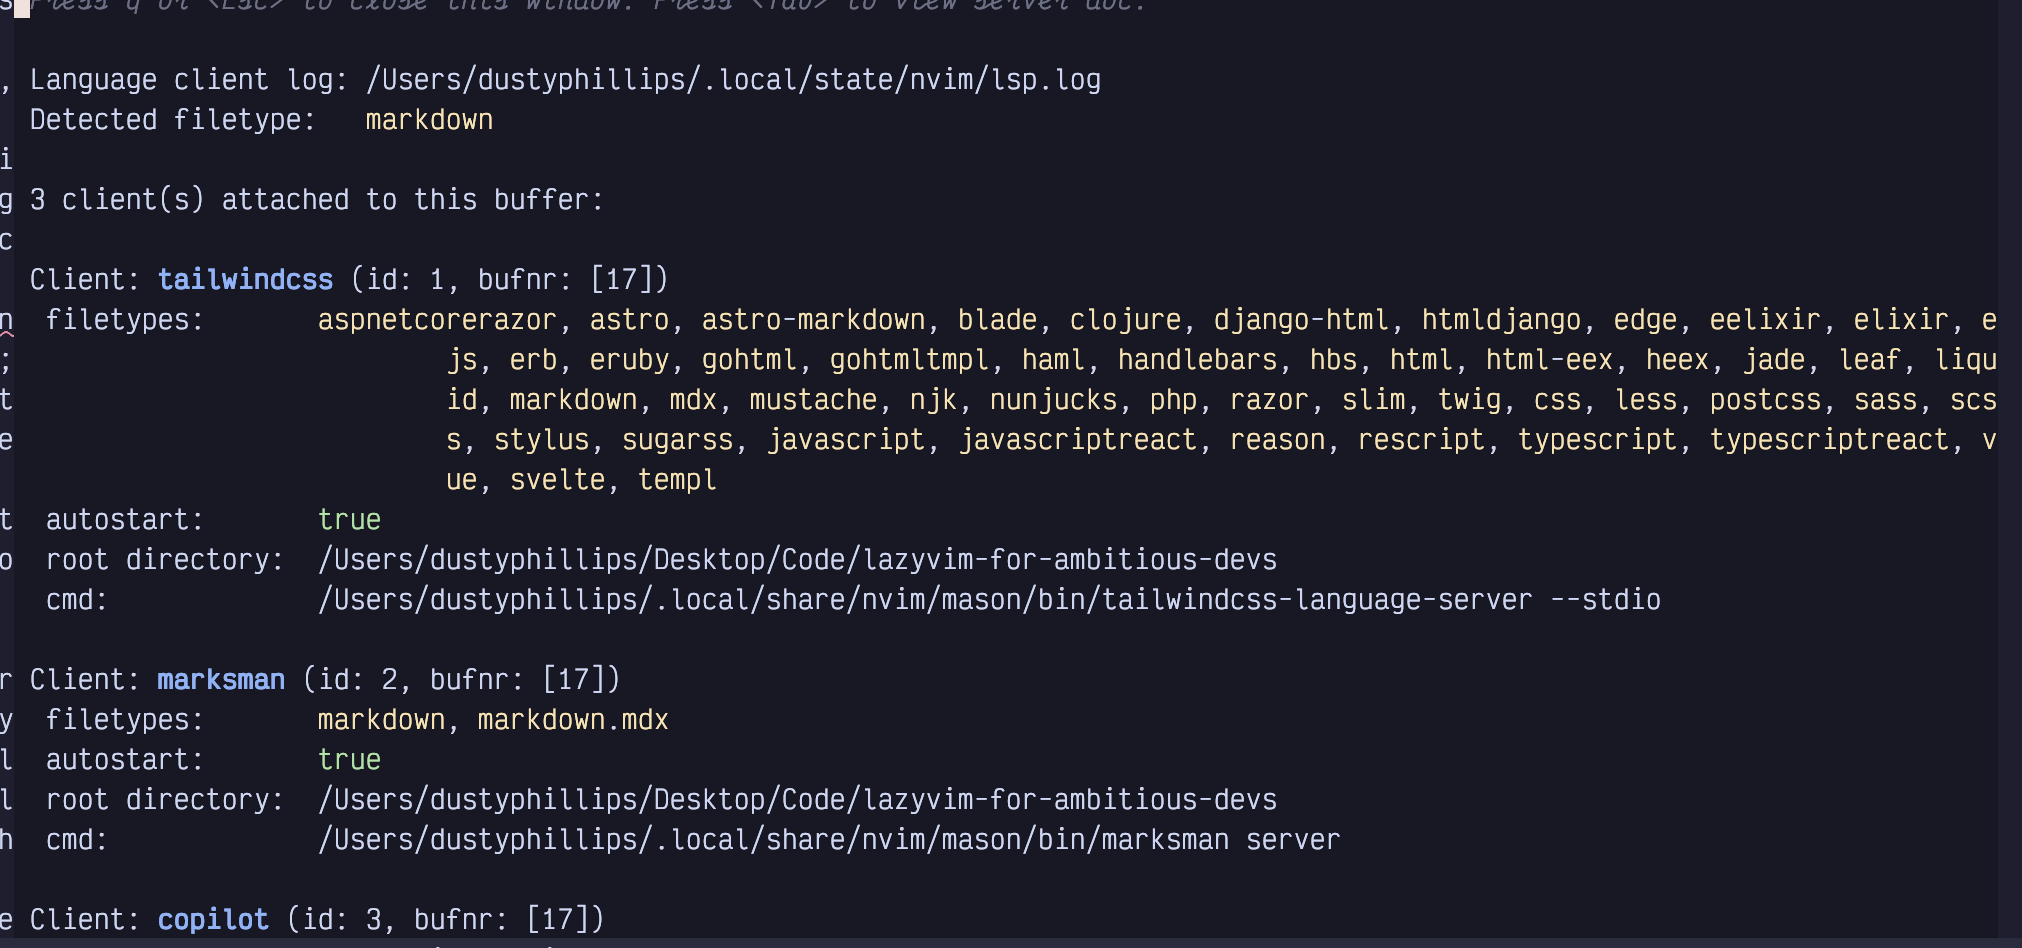 Press q or <Esc> to close this window. Press <Tab> to view server doc.
Language client log: /Users/dustyphillips/.local/state/nvim/lsp.log
Detected filetype:   markdown
3 client(s) attached to this buffer:
Client: tailwindcss (id: 1, bufnr: [17])
filetypes:       aspnetcorerazor, astro, astro-markdown, blade, clojure, django-html, htmldjango, edge, eelixir, elixir, e
js, erb, eruby, gohtml, gohtmltmpl, haml, handlebars, hbs, html, html-eex, heex, jade, leaf, liqu
id, markdown, mdx, mustache, njk, nunjucks, php, razor, slim, twig, css, less, postcss, sass, scs
s, stylus, sugarss, javascript, javascriptreact, reason, rescript, typescript, typescriptreact, v
ue, svelte, templ
autostart:       true
root directory:  /Users/dustyphillips/Desktop/Code/lazyvim-for-ambitious-devs
cmd:             /Users/dustyphillips/.local/share/nvim/mason/bin/tailwindcss-language-server --stdio
Client: marksman (id: 2, bufnr: [17])
filetypes:       markdown, markdown.mdx
autostart:       true
root directory:  /Users/dustyphillips/Desktop/Code/lazyvim-for-ambitious-devs
cmd:             /Users/dustyphillips/.local/share/nvim/mason/bin/marksman server
Client: copilot (id: 3, bufnr: [17])